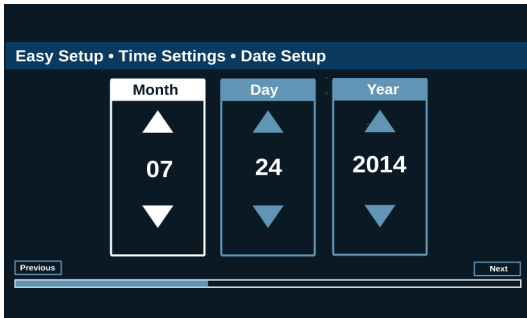 Easy Setup • Time Settings • Date Setup
Month Day Year
07 24 2014
Previous Next